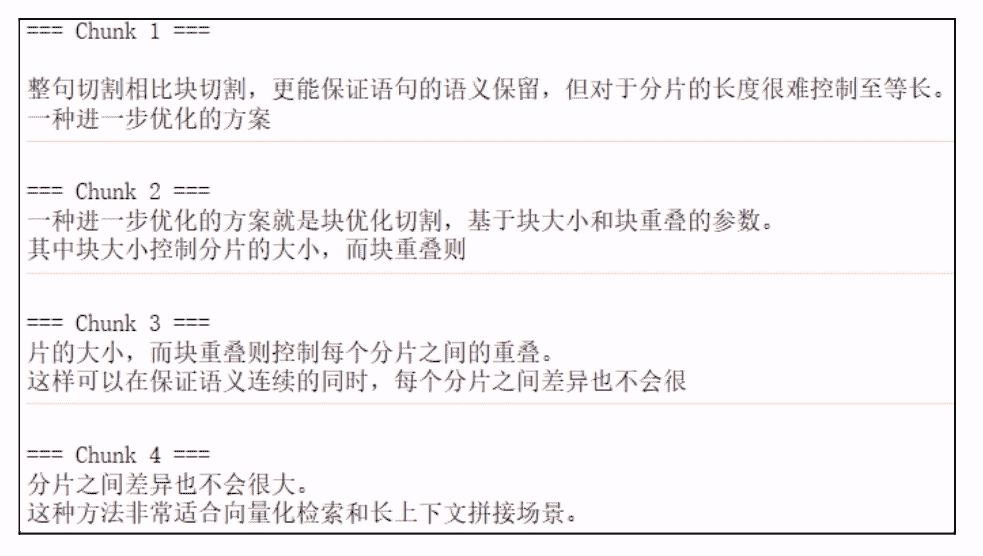 === Chunk 1 ===
整句切割相比块切割，更能保证语句的语义保留，但对于分片的长度很难控制至等长。
一种进一步优化的方案
=== Chunk 2 ===
一种进一步优化的方案就是块优化切割，基于块大小和块重叠的参数。
其中块大小控制分片的大小，而块重叠则
=== Chunk 3 ===
片的大小，而块重叠则控制每个分片之间的重叠。
这样可以在保证语义连续的同时，每个分片之间差异也不会很
=== Chunk 4 ===
分片之间差异也不会很大。
这种方法非常适合向量化检索和长上下文拼接场景。